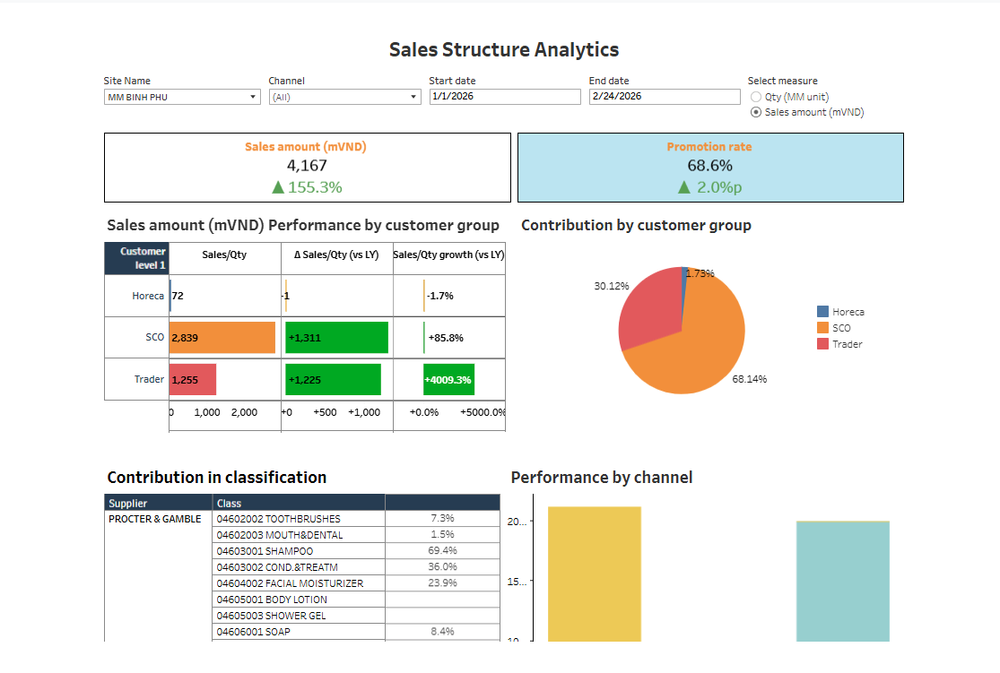 Sales Structure Analytics
Site Name
Channel
Start date
End date
Select measure
MM BINH PHU
(All)
1/1/2026
2/24/2026
Qty (MM unit)
Sales amount (mVND)
Sales amount (mVND)
4,167
▲ 155.3%
Promotion rate
68.6%
▲ 2.0%p
Sales amount (mVND) Performance by customer group
Customer level 1
Sales/Qty
Δ Sales/Qty (vs LY)
Sales/Qty growth (vs LY)
Horeca
72
-1
-1.7%
SCO
2,839
+1,311
+85.8%
Trader
1,255
+1,225
+4009.3%
0
1,000
2,000
+0
+500
+1,000
+0.0%
+5000.0%
Contribution by customer group
1.73%
30.12%
68.14%
Horeca
SCO
Trader
Contribution in classification
Supplier
Class
PROCTER & GAMBLE
04602002 TOOTHBRUSHES
7.3%
04602003 MOUTH&DENTAL
1.5%
04603001 SHAMPOO
69.4%
04603002 COND.&TREATM
36.0%
04604002 FACIAL MOISTURIZER
23.9%
04605001 BODY LOTION
04605003 SHOWER GEL
04606001 SOAP
8.4%
Performance by channel
20...
15...
10...